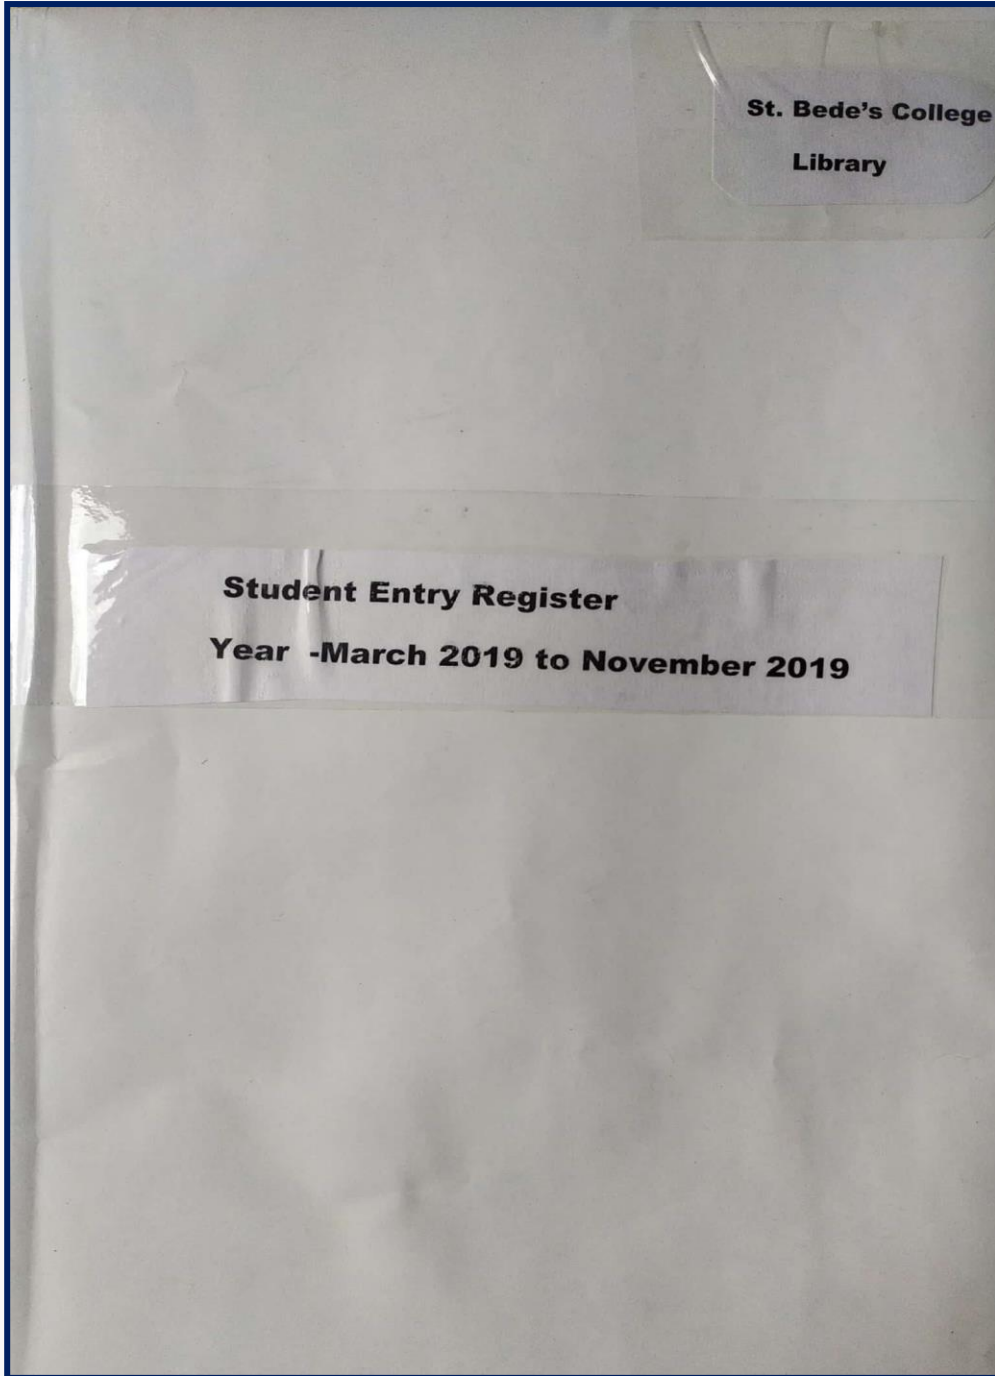 St. Bede's College
Library
Student Entry Register
Year -March 2019 to November 2019